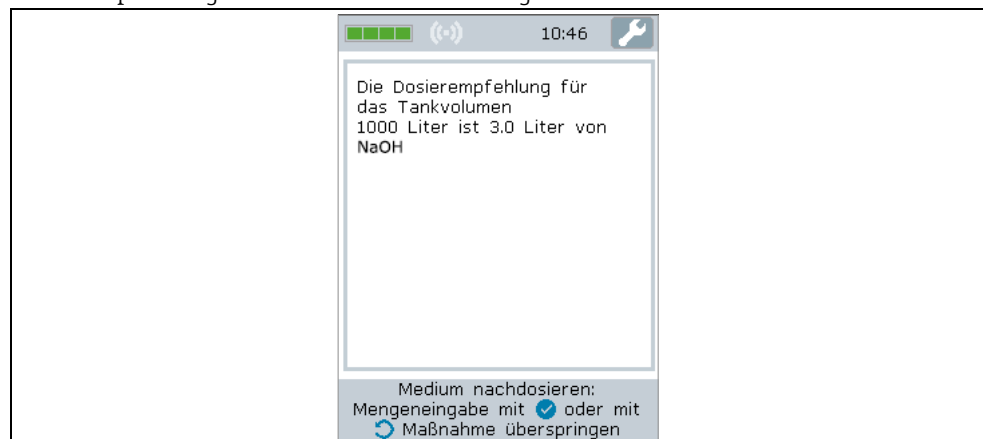 10:46
Die Dosierempfehlung für
das Tankvolumen
1000 Liter ist 3.0 Liter von
NaOH
Medium nachdosieren:
Mengeneingabe mit oder mit
Maßnahme überspringen